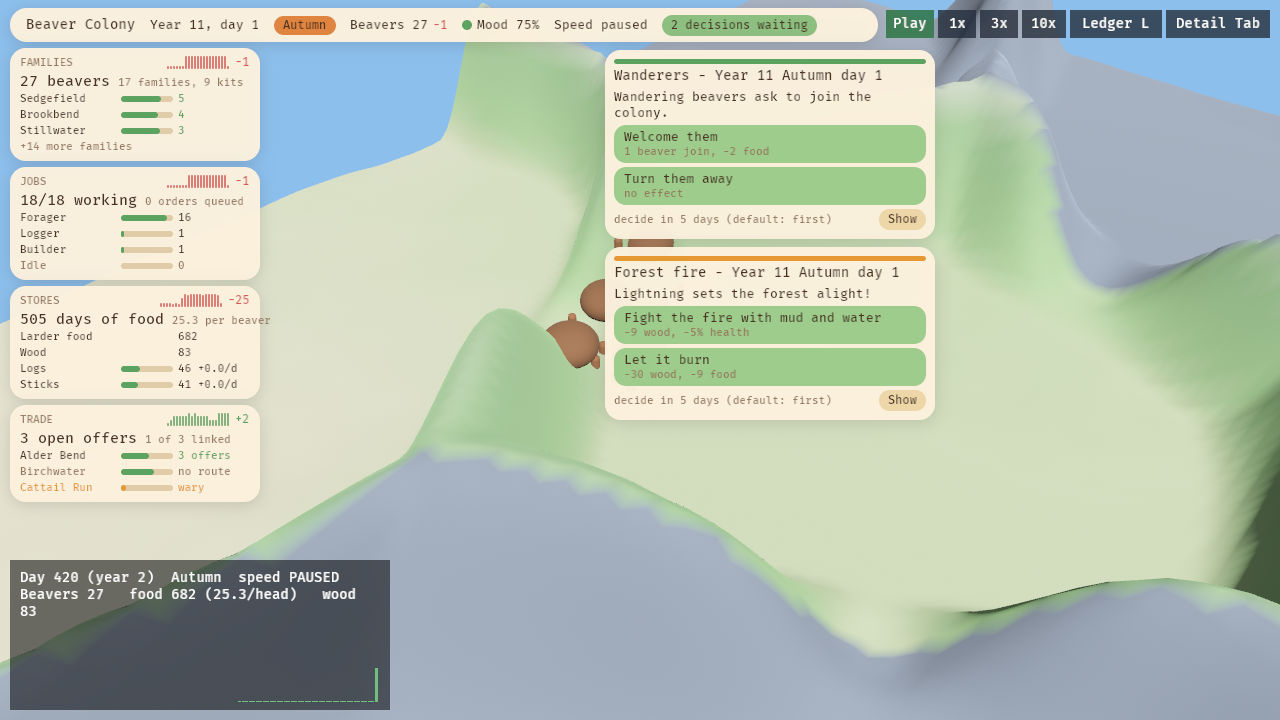 Beaver Colony Year 11, day 1 Autumn Beavers 27 -1 Mood 75% Speed paused 2 decisions waiting
Play 1x 3x 10x Ledger L Detail Tab
FAMILIES -1
27 beavers 17 families, 9 kits
Sedgefield 5
Brookbend 4
Stillwater 3
+14 more families
JOBS -1
18/18 working 0 orders queued
Forager 16
Logger 1
Builder 1
Idle 0
STORES -25
505 days of food 25.3 per beaver
Larder food 682
Wood 83
Logs 46 +0.0/d
Sticks 41 +0.0/d
TRADE +2
3 open offers 1 of 3 linked
Alder Bend 3 offers
Birchwater no route
Cattail Run wary
Wanderers - Year 11 Autumn day 1
Wandering beavers ask to join the
colony.
Welcome them
1 beaver join, -2 food
Turn them away
no effect
decide in 5 days (default: first) Show
Forest fire - Year 11 Autumn day 1
Lightning sets the forest alight!
Fight the fire with mud and water
-9 wood, -5% health
Let it burn
-30 wood, -9 food
decide in 5 days (default: first) Show
Day 420 (year 2) Autumn speed PAUSED
Beavers 27 food 682 (25.3/head) wood
83